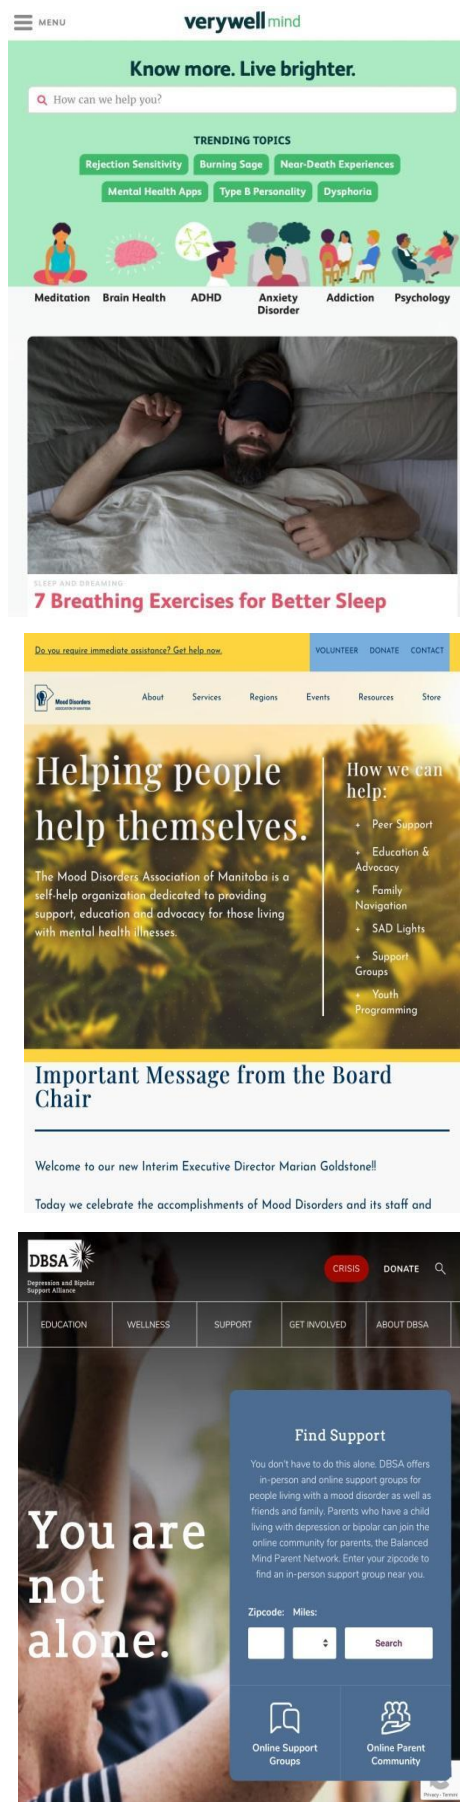 MENU
verywell mind
Know more. Live brighter.
How can we help you?
TRENDING TOPICS
Rejection Sensitivity
Burning Sage
Near-Death Experiences
Mental Health Apps
Type B Personality
Dysphoria
Meditation
Brain Health
ADHD
Anxiety
Disorder
Addiction
Psychology
SLEEP AND DREAMING
7 Breathing Exercises for Better Sleep
Do you require immediate assistance? Get help now.
VOLUNTEER
DONATE
CONTACT
Mood Disorders
ASSOCIATION OF MANITOBA
About
Services
Regions
Events
Resources
Store
Helping people
help themselves.
The Mood Disorders Association of Manitoba is a
self-help organization dedicated to providing
support, education and advocacy for those living
with mental health illnesses.
How we can
help:
+ Peer Support
+ Education &
Advocacy
+ Family
Navigation
+ SAD Lights
+ Support
Groups
+ Youth
Programming
Important Message from the Board
Chair
Welcome to our new Interim Executive Director Marian Goldstone!!
Today we celebrate the accomplishments of Mood Disorders and its staff and
DBSA
Depression and Bipolar
Support Alliance
CRISIS
DONATE
EDUCATION
WELLNESS
SUPPORT
GET INVOLVED
ABOUT DBSA
You are
not
alone.
Find Support
You don't have to do this alone. DBSA offers
in-person and online support groups for
people living with a mood disorder as well as
friends and family. Parents who have a child
living with depression or bipolar can join the
online community for parents, the Balanced
Mind Parent Network. Enter your zipcode to
find an in-person support group near you.
Zipcode: Miles:
Search
Online Support
Groups
Online Parent
Community
Privacy - Terms